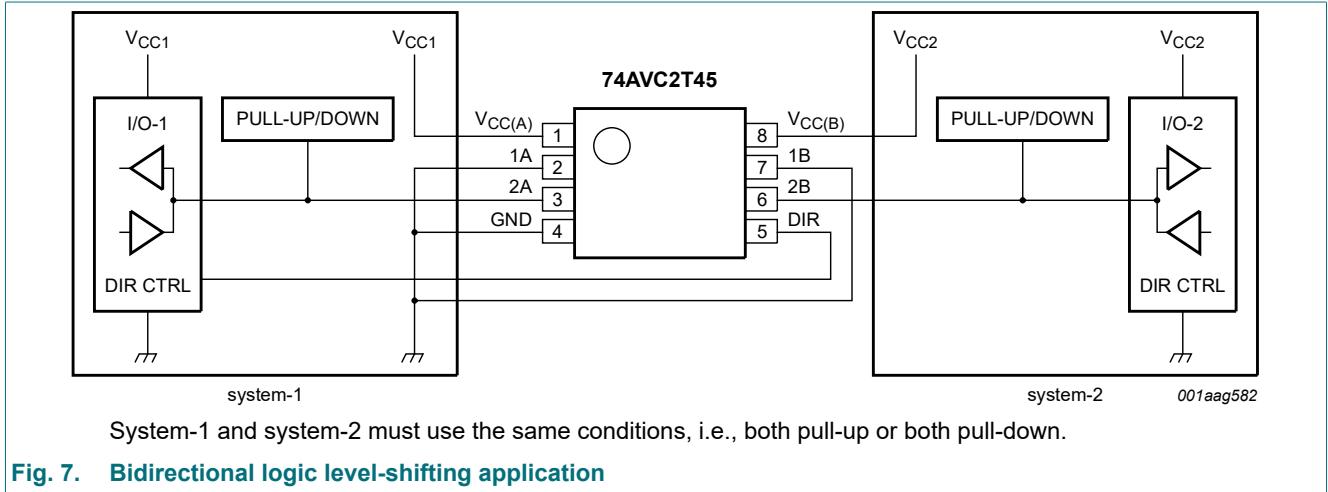 VCC1
VCC1
74AVC2T45
VCC2
VCC2
I/O-1
PULL-UP/DOWN
VCC(A)
1
8
VCC(B)
PULL-UP/DOWN
I/O-2
1A
2
7
1B
2A
3
6
2B
GND
4
5
DIR
DIR CTRL
DIR CTRL
system-1
system-2
001aag582
System-1 and system-2 must use the same conditions, i.e., both pull-up or both pull-down.
Fig. 7. Bidirectional logic level-shifting application